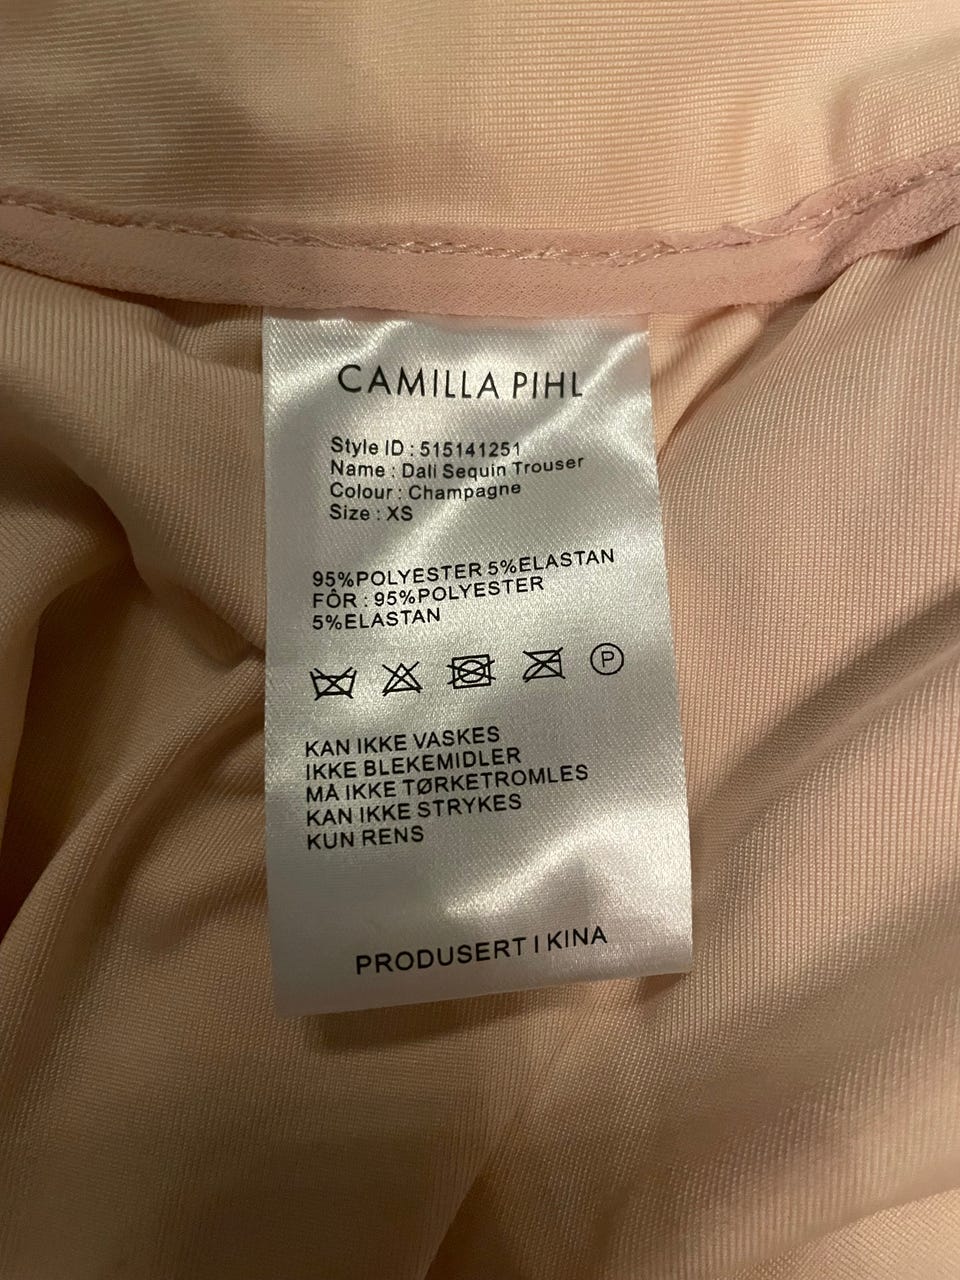 CAMILLA PIHL
Style ID : 515141251
Name : Dali Sequin Trouser
Colour : Champagne
Size : XS
95%POLYESTER 5%ELASTAN
FÔR : 95%POLYESTER
5%ELASTAN
P
KAN IKKE VASKES
IKKE BLEKEMIDLER
MÅ IKKE TØRKETROMLES
KAN IKKE STRYKES
KUN RENS
PRODUSERT I KINA